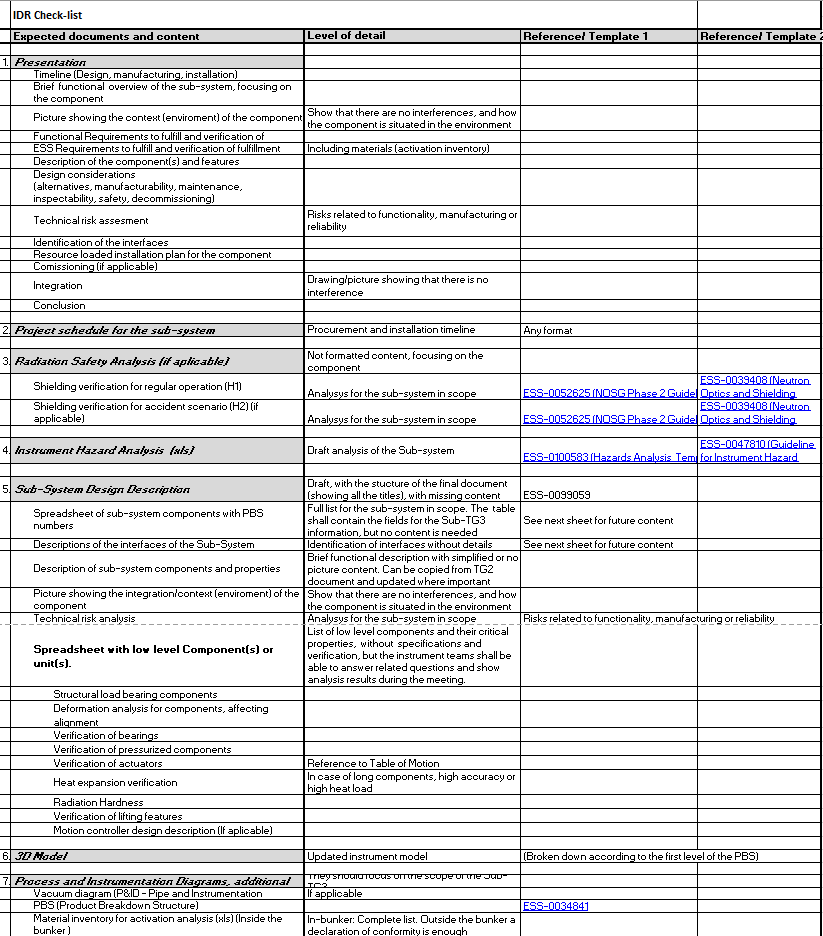 IDR Check-list
Expected documents and content Level of detail Reference/ Template 1 Reference/ Template 2
1. Presentation
Timeline (Design, manufacturing, installation)
Brief functional overview of the sub-system, focusing on
the component
Picture showing the context (enviroment) of the component Show that there are no interferences, and how
the component is situated in the environment
Functional Requirements to fulfill and verification of
ESS Requirements to fulfill and verification of fulfillment Including materials (activation inventory)
Description of the component(s) and features
Design considerations
(alternatives, manufacturability, maintenance,
inspectability, safety, decommissioning)
Technical risk assesment Risks related to functionality, manufacturing or
reliability
Identification of the interfaces
Resource loaded installation plan for the component
Comissioning (if applicable)
Integration Drawing/picture showing that there is no
interference
Conclusion
2. Project schedule for the sub-system Procurement and installation timeline Any format
3. Radiation Safety Analysis (if aplicable) Not formatted content, focusing on the
component
Shielding verification for regular operation (H1) Analysys for the sub-system in scope ESS-0052625 (NOSG Phase 2 Guidel ESS-0039408 (Neutron
Optics and Shielding
Shielding verification for accident scenario (H2) (if
applicable) Analysys for the sub-system in scope ESS-0052625 (NOSG Phase 2 Guidel ESS-0039408 (Neutron
Optics and Shielding
4. Instrument Hazard Analysis (xls) Draft analysis of the Sub-system ESS-0100583 (Hazards Analysis Temp ESS-0047810 (Guideline
for Instrument Hazard
5. Sub-System Design Description Draft, with the stucture of the final document
(showing all the titles), with missing content ESS-0099059
Spreadsheet of sub-system components with PBS
numbers Full list for the sub-system in scope. The table
shall contain the fields for the Sub-TG3
information, but no content is needed See next sheet for future content
Descriptions of the interfaces of the Sub-System Identification of interfaces without details See next sheet for future content
Description of sub-system components and properties Brief functional description with simplified or no
picture content. Can be copied from TG2
document and updated where important
Picture showing the integration/context (enviroment) of the
component Show that there are no interferences, and how
the component is situated in the environment
Technical risk analysis Analysys for the sub-system in scope Risks related to functionality, manufacturing or reliability
Spreadsheet with low level Component(s) or
unit(s). List of low level components and their critical
properties, without specifications and
verification, but the instrument teams shall be
able to answer related questions and show
analysis results during the meeting.
Structural load bearing components
Deformation analysis for components, affecting
alignment
Verification of bearings
Verification of pressurized components
Verification of actuators Reference to Table of Motion
Heat expansion verification In case of long components, high accuracy or
high heat load
Radiation Hardness
Verification of lifting features
Motion controller design description (If aplicable)
6. 3D Model Updated instrument model (Broken down according to the first level of the PBS)
7. Process and Instrumentation Diagrams, additional They should focus on the scope of the Sub-
TG3
Vacuum diagram (P&ID - Pipe and Instrumentation If applicable
PBS (Product Breakdown Structure) ESS-0034841
Material inventory for activation analysis (xls) (Inside the
bunker) In-bunker: Complete list. Outside the bunker a
declaration of conformity is enough